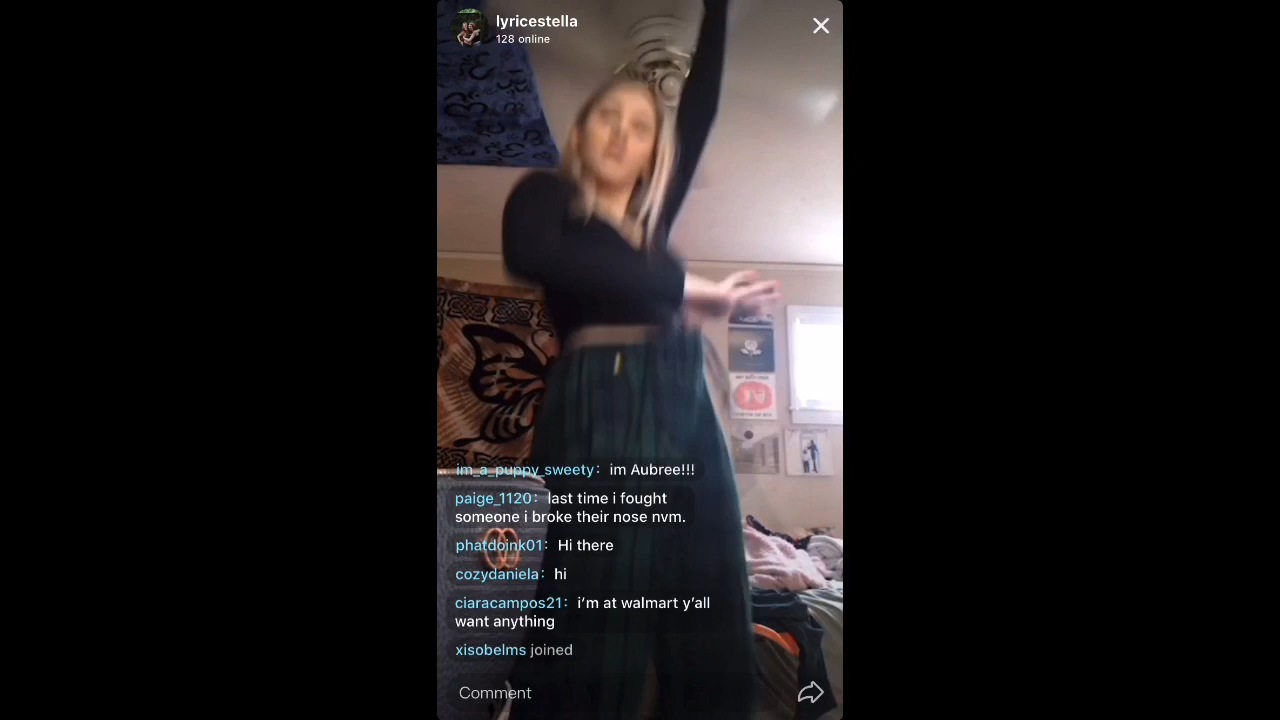 lyricestella
128 online
im_a_puppy_sweety: im Aubree!!!
paige_1120: last time i fought
someone i broke their nose nvm.
phatdoink01: Hi there
cozydaniela: hi
ciaracampos21: i’m at walmart y’all
want anything
xisobelms joined
Comment